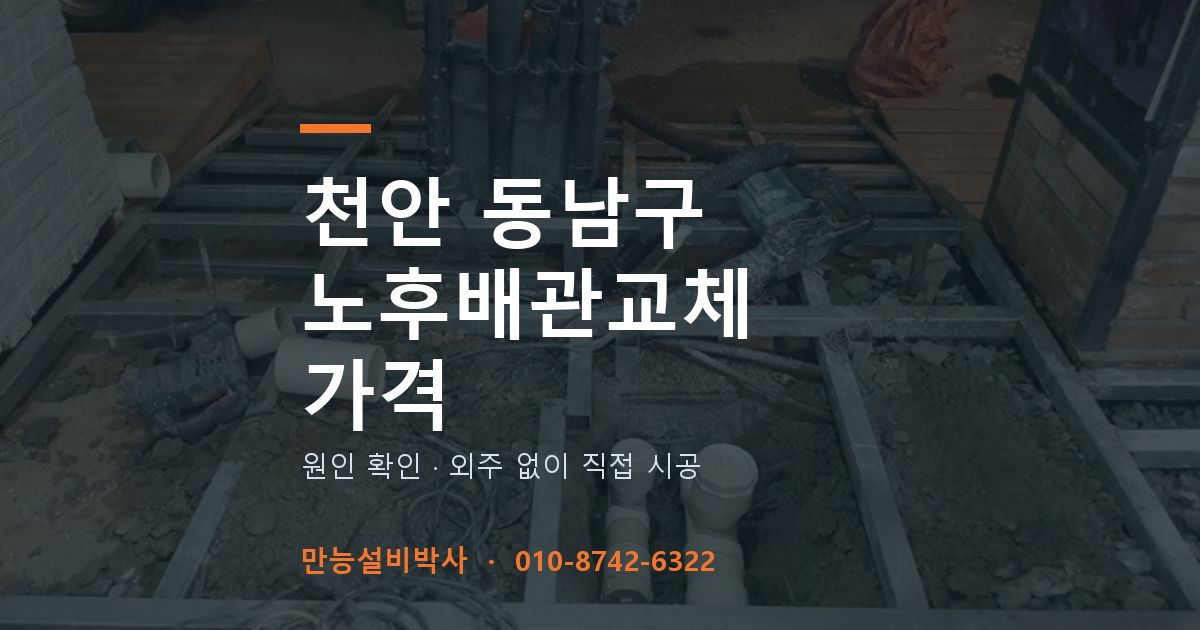 천안 동남구
노후배관교체
가격
원인 확인 · 외주 없이 직접 시공
만능설비박사 · 010-8742-6322